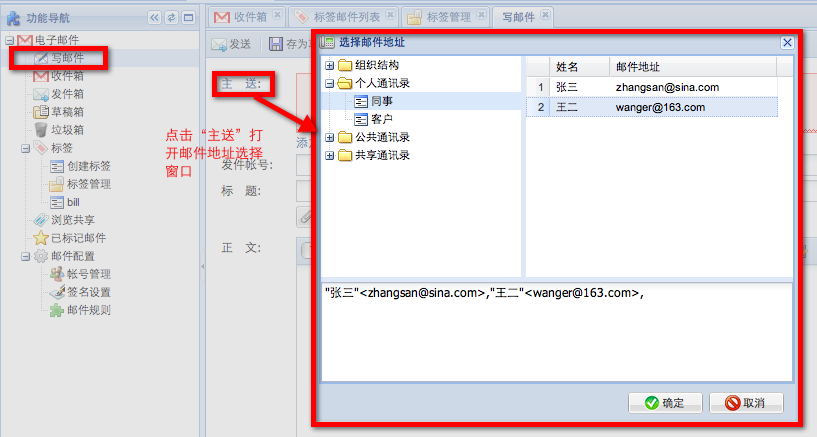 功能导航
电子邮件
写邮件
收件箱
发件箱
草稿箱
垃圾箱
标签
创建标签
标签管理
bill
浏览共享
已标记邮件
邮件配置
帐号管理
签名设置
邮件规则
收件箱
标签邮件列表
标签管理
写邮件
发送
存为
主 送:
点击“主送”打
开邮件地址选择
窗口
发件帐号:
标 题:
正 文:
选择邮件地址
组织结构
个人通讯录
同事
客户
公共通讯录
共享通讯录
姓名 邮件地址
1 张三 zhangsan@sina.com
2 王二 wanger@163.com
"张三"<zhangsan@sina.com>,"王二"<wanger@163.com>,
确定
取消